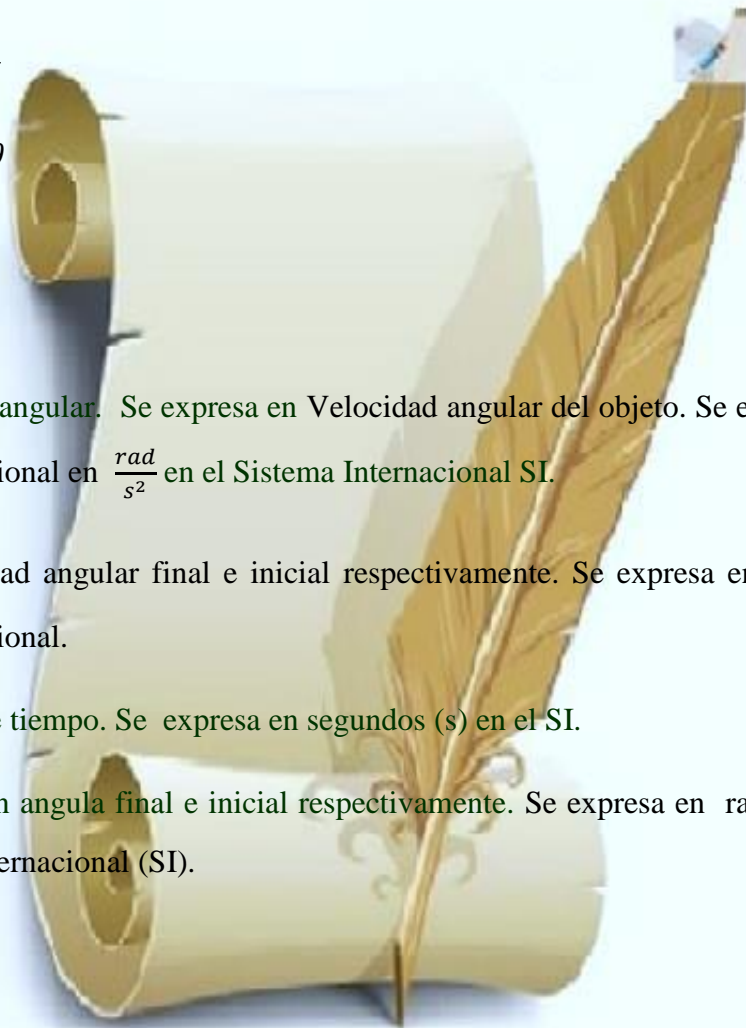 angular. Se expresa en Velocidad angular del objeto. Se e
ional en rad/s² en el Sistema Internacional SI.
ad angular final e inicial respectivamente. Se expresa en
ional.
e tiempo. Se expresa en segundos (s) en el SI.
n angula final e inicial respectivamente. Se expresa en ra
ernacional (SI).